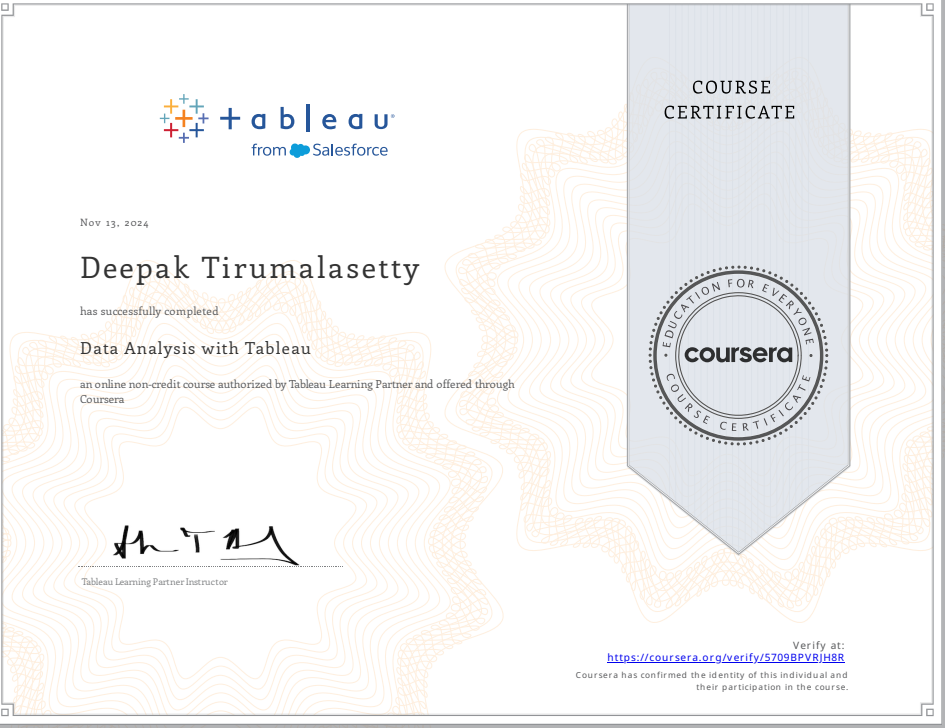 COURSE
CERTIFICATE
+ableau
from Salesforce
Nov 13, 2024
Deepak Tirumalasetty
has successfully completed
Data Analysis with Tableau
an online non-credit course authorized by Tableau Learning Partner and offered through
Coursera
EDUCATION FOR EVERYONE
coursera
COURSE CERTIFICATE
Tableau Learning Partner Instructor
Verify at:
https://coursera.org/verify/5709BPVRJH8R
Coursera has confirmed the identity of this individual and
their participation in the course.